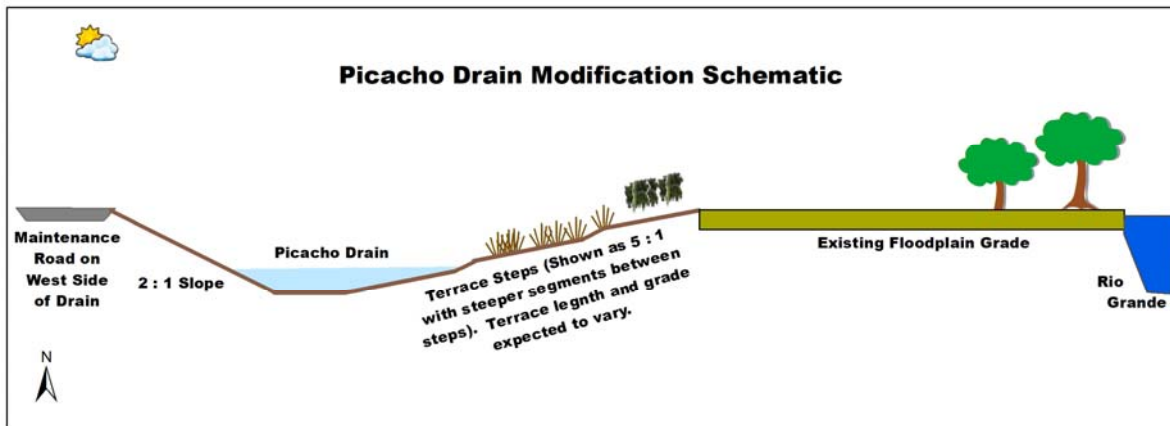 Picacho Drain Modification Schematic
Maintenance
Road on
West Side
of Drain
2 : 1 Slope
Picacho Drain
Terrace Steps (Shown as 5 : 1
with steeper segments between
steps). Terrace legnth and grade
expected to vary.
Existing Floodplain Grade
Rio
Grande
N